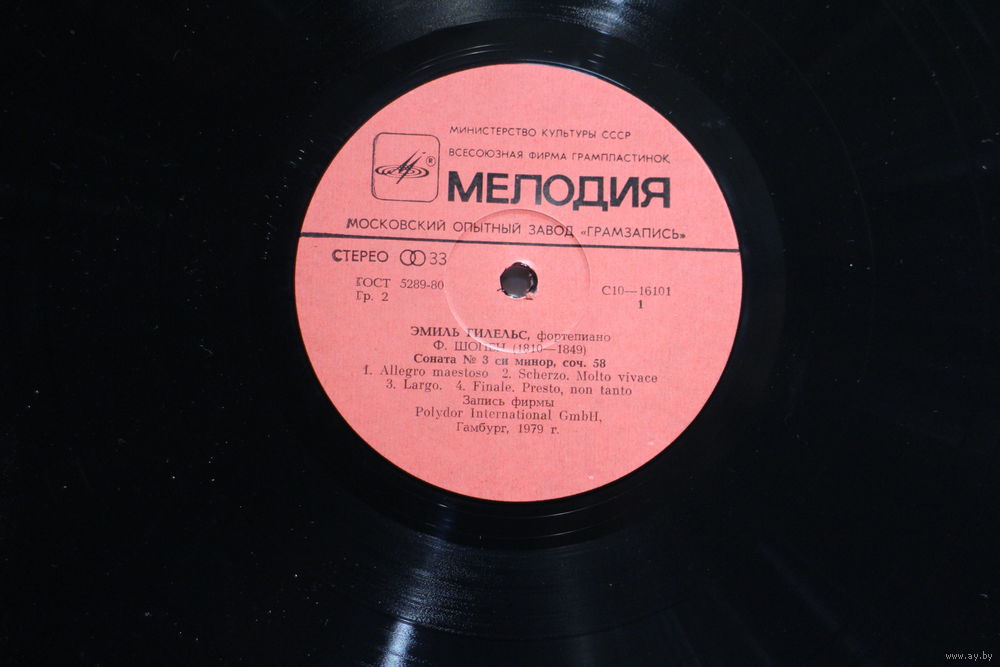 МИНИСТЕРСТВО КУЛЬТУРЫ СССР
ВСЕСОЮЗНАЯ ФИРМА ГРАМПЛАСТИНОК
®
МЕЛОДИЯ
МОСКОВСКИЙ ОПЫТНЫЙ ЗАВОД «ГРАМЗАПИСЬ»
СТЕРЕО 33
ГОСТ 5289-80
Гр. 2
С10—16101
1
ЭМИЛЬ ГИЛЕЛЬС, фортепиано
Ф. ШОПЕН (1810—1849)
Соната № 3 си минор, соч. 58
1. Allegro maestoso 2. Scherzo. Molto vivace
3. Largo. 4. Finale. Presto, non tanto
Запись фирмы
Polydor International GmbH,
Гамбург, 1979 г.
www.ay.by